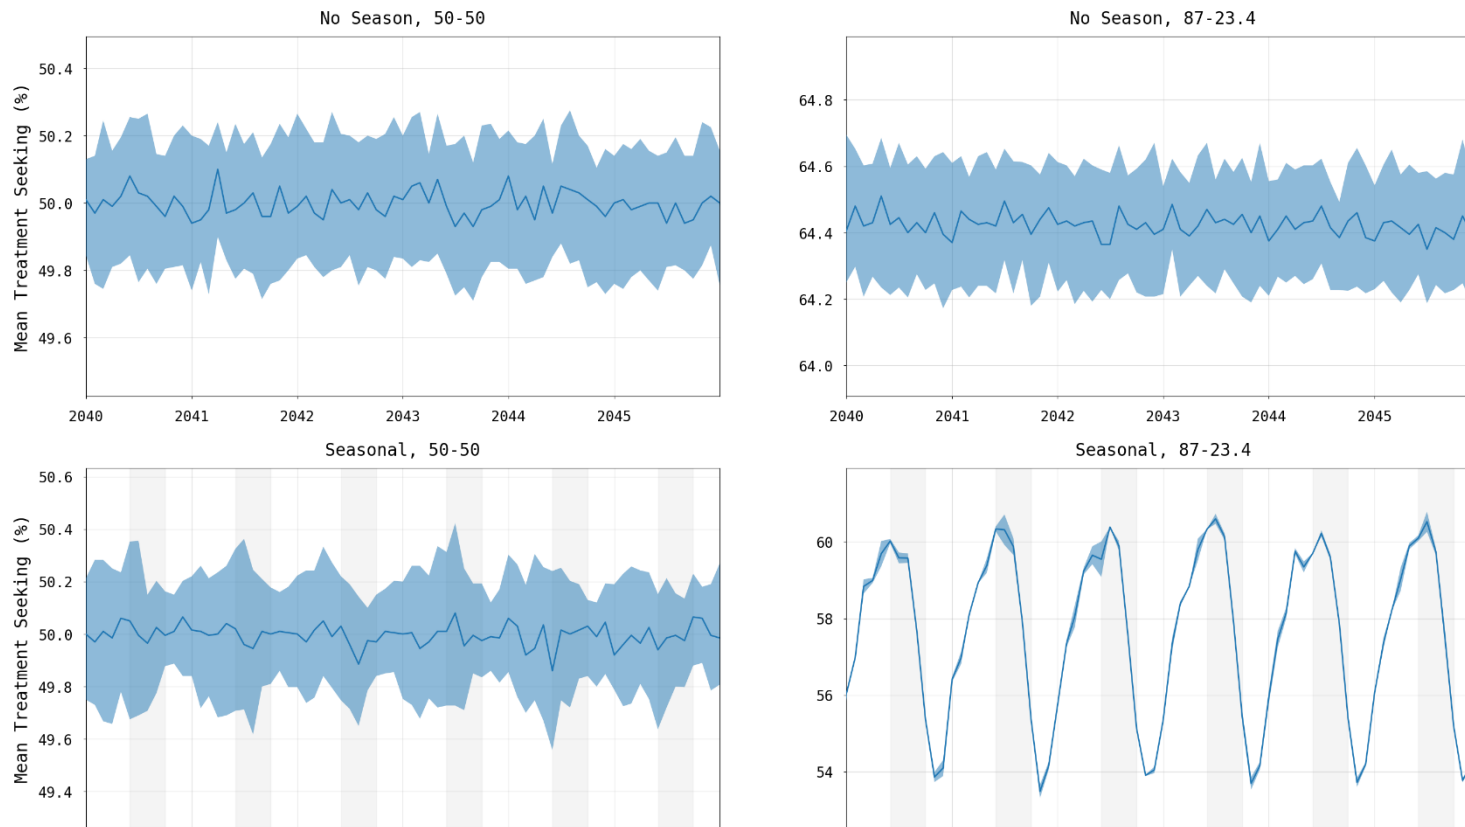 No Season, 50-50
Mean Treatment Seeking (%)
50.4
50.2
50.0
49.8
49.6
2040 2041 2042 2043 2044 2045
No Season, 87-23.4
64.8
64.6
64.4
64.2
64.0
2040 2041 2042 2043 2044 2045
Seasonal, 50-50
Mean Treatment Seeking (%)
50.6
50.4
50.2
50.0
49.8
49.6
49.4
Seasonal, 87-23.4
60
58
56
54